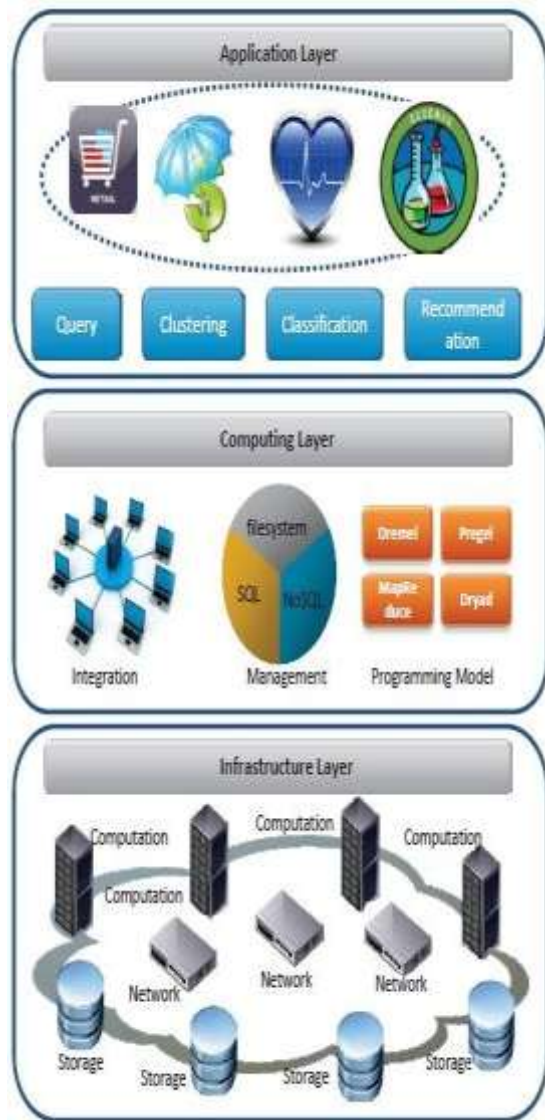 Application Layer
RETAIL
SCIENCE
Query
Clustering
Classification
Recommend
ation
Computing Layer
filesystem
SQL
NoSQL
Dremel
Pregel
MapRe
duce
Dryad
Integration
Management
Programming Model
Infrastructure Layer
Computation
Computation
Computation
Computation
Network
Network
Network
Storage
Storage
Storage
Storage